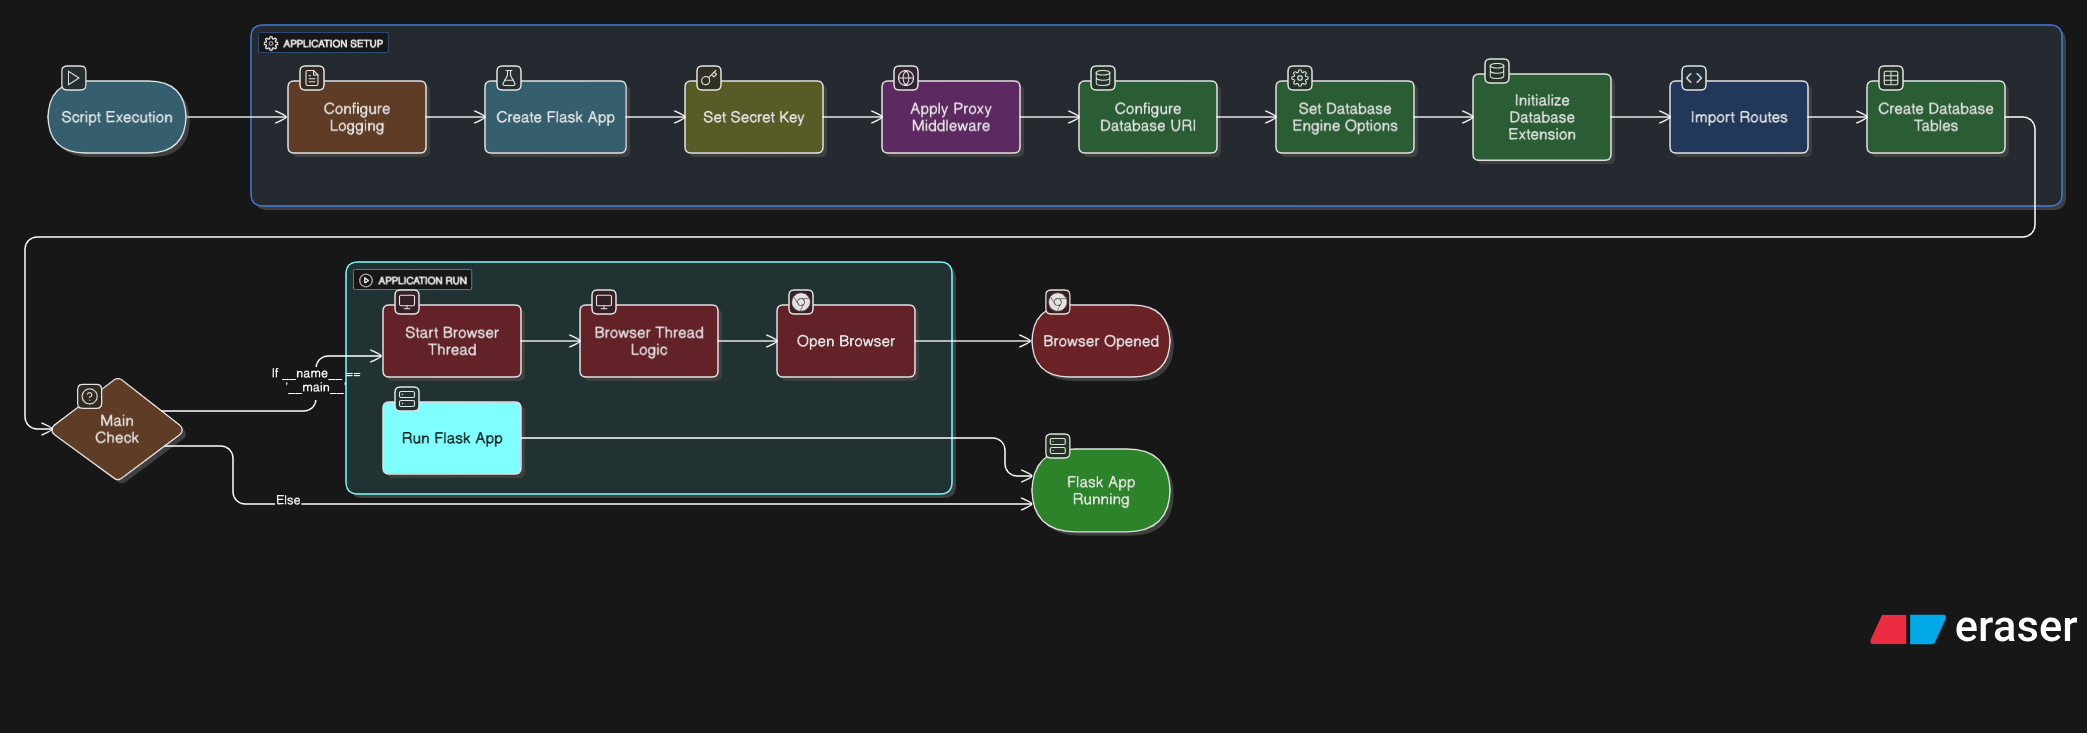 APPLICATION SETUP
Script Execution
Configure
Logging
Create Flask App
Set Secret Key
Apply Proxy
Middleware
Configure
Database URI
Set Database
Engine Options
Initialize
Database
Extension
Import Routes
Create Database
Tables
APPLICATION RUN
Start Browser
Thread
Browser Thread
Logic
Open Browser
Browser Opened
If __name__ ==
'__main__'
Main
Check
Run Flask App
Else
Flask App
Running
eraser